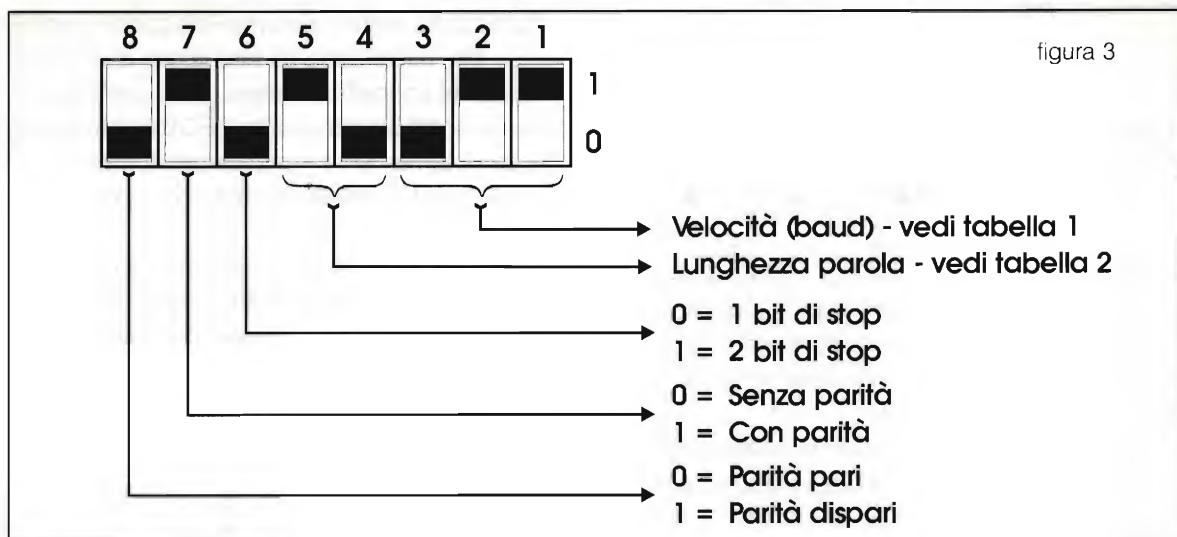 8 7 6 5 4 3 2 1
figura 3
1
0
Velocità (baud) - vedi tabella 1
Lunghezza parola - vedi tabella 2
0 = 1 bit di stop
1 = 2 bit di stop
0 = Senza parità
1 = Con parità
0 = Parità pari
1 = Parità dispari